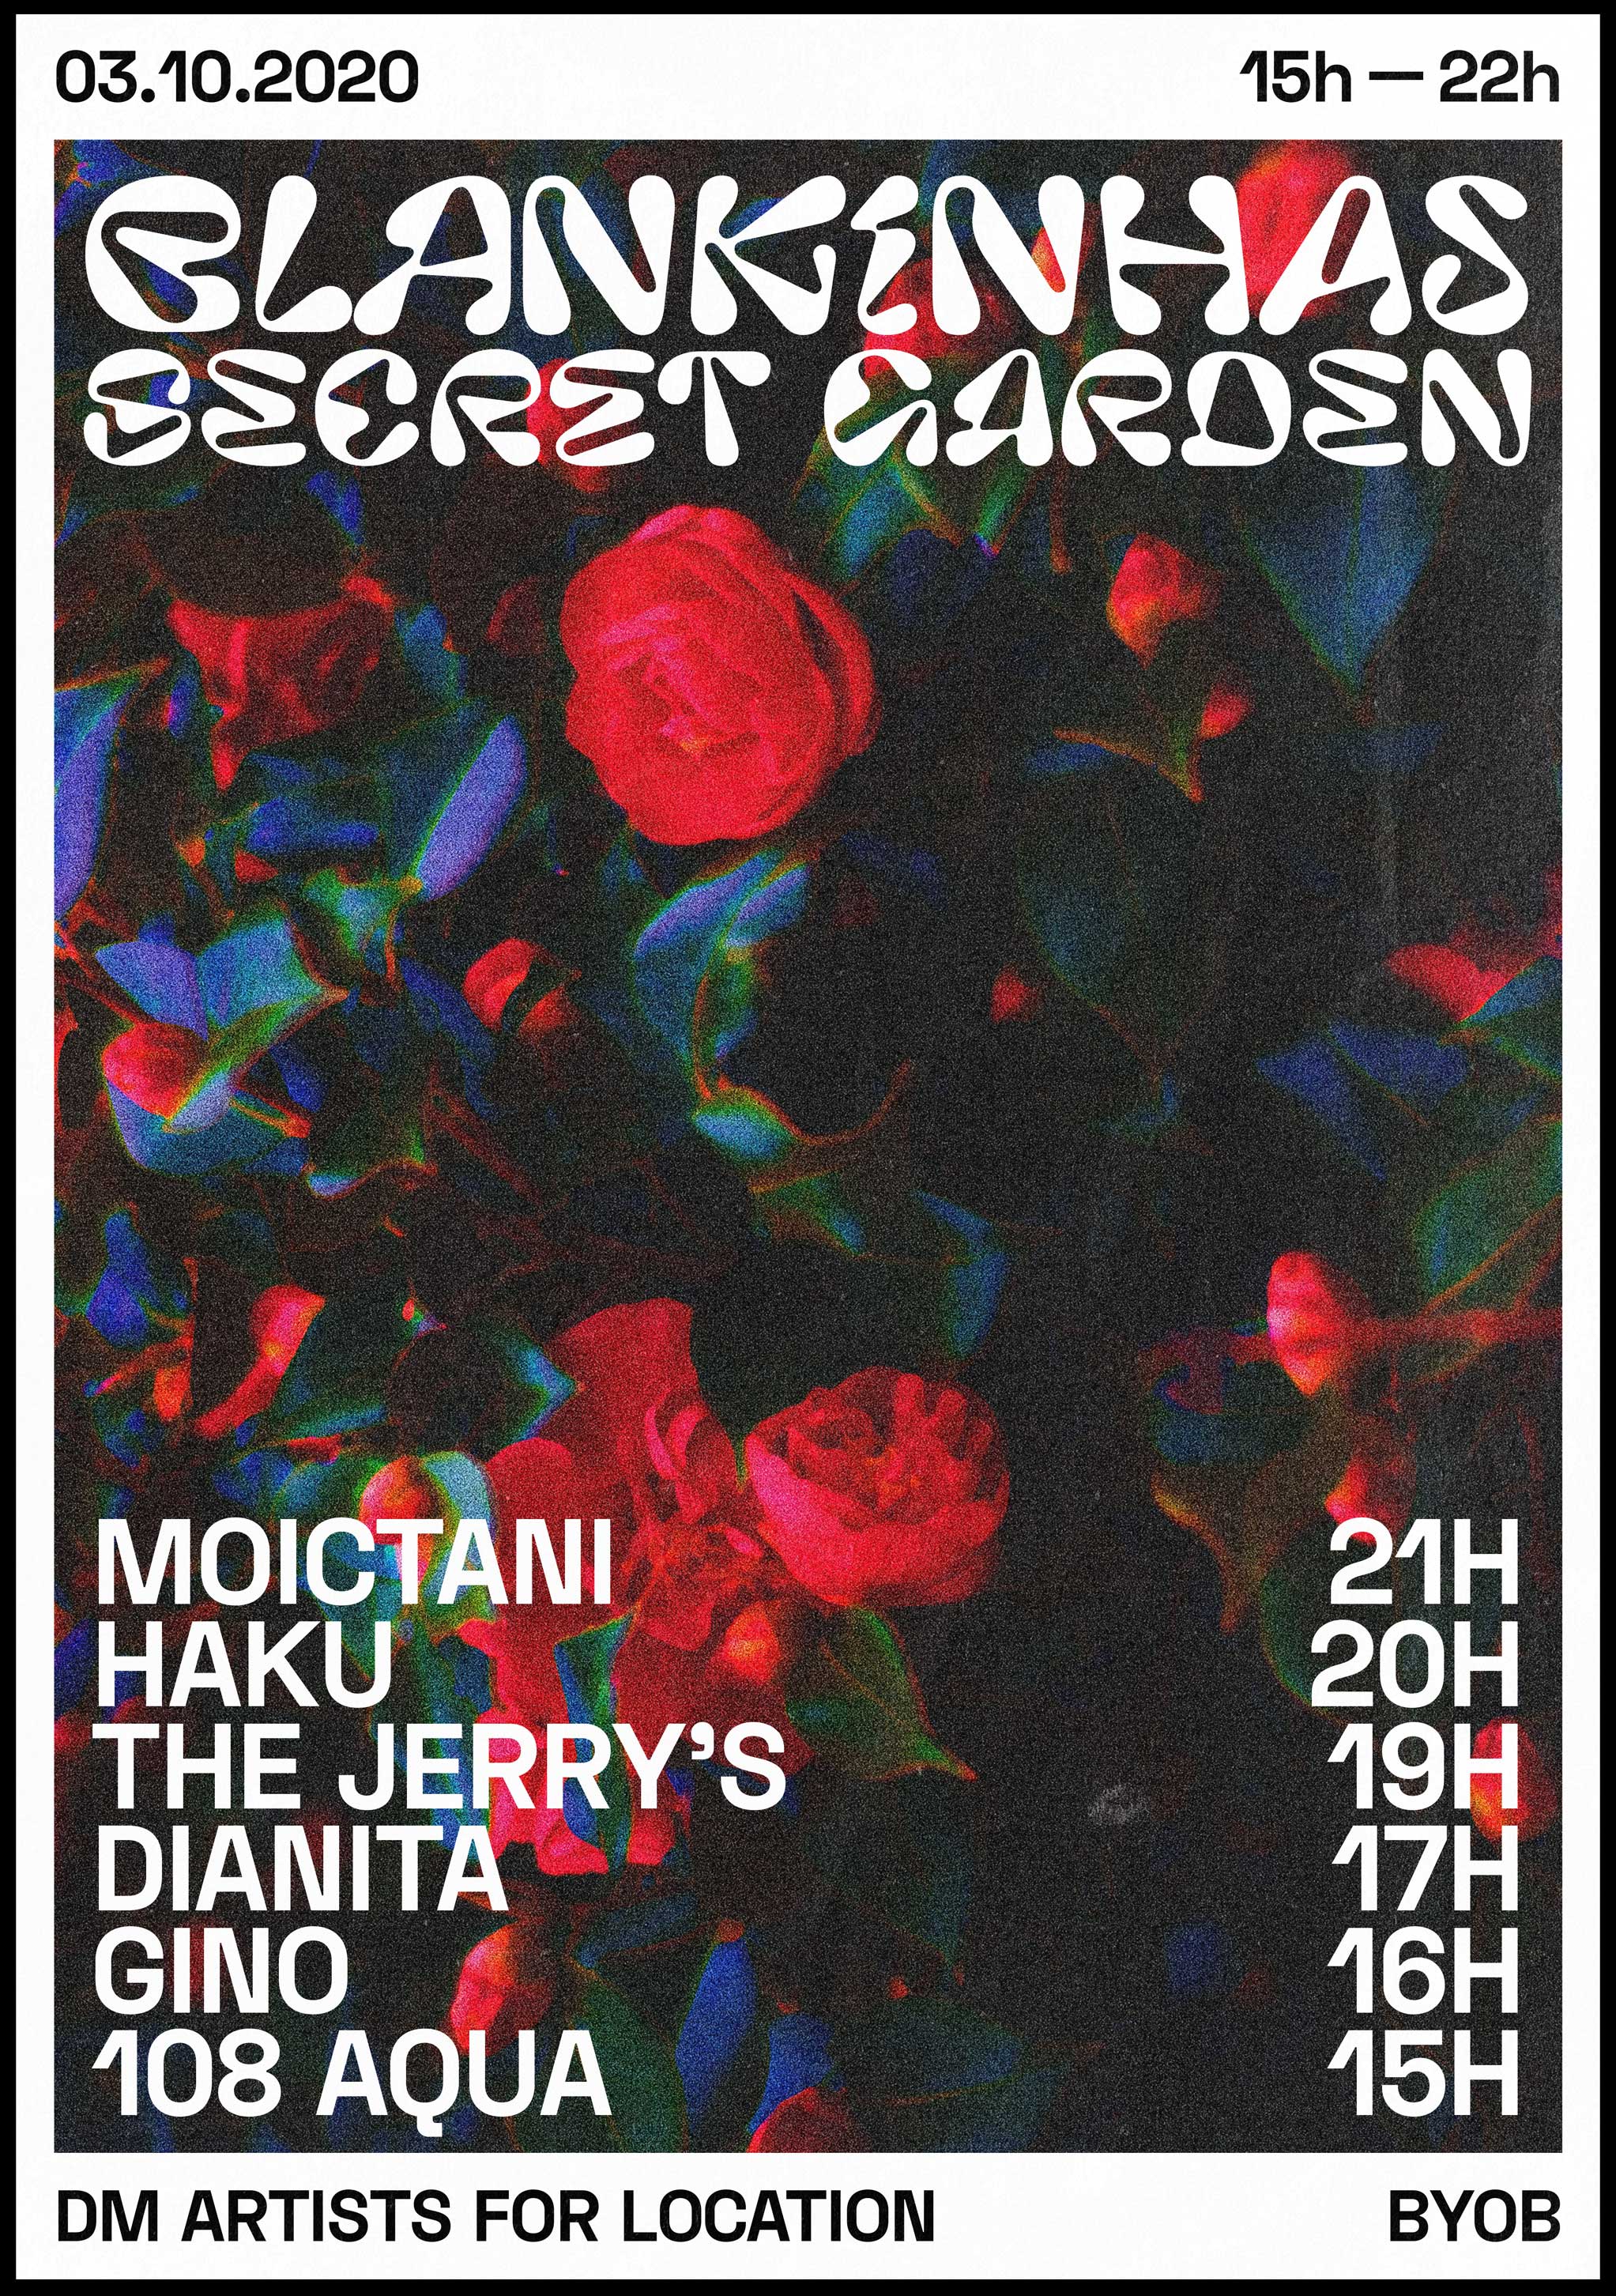 03.10.2020 15h — 22h
BLANKiNHAS
SECRET GARDEN
MOICTANI 21H
HAKU 20H
THE JERRY’S 19H
DIANITA 17H
GINO 16H
108 AQUA 15H
DM ARTISTS FOR LOCATION BYOB